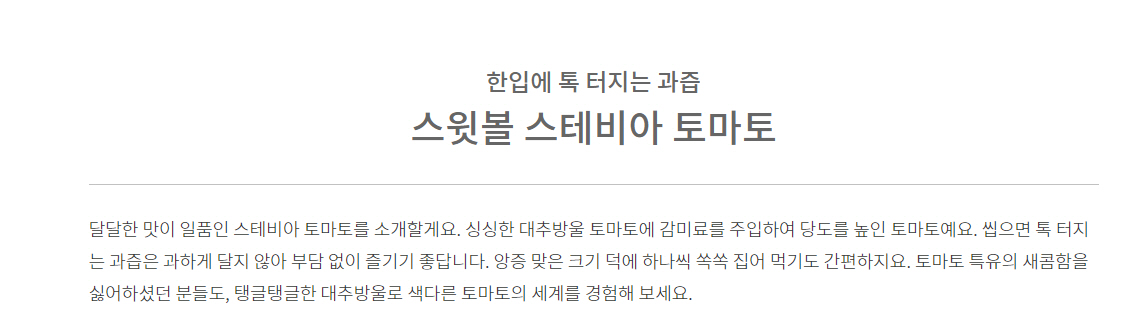 한입에 톡 터지는 과즙
스윗볼 스테비아 토마토
달달한 맛이 일품인 스테비아 토마토를 소개할게요. 싱싱한 대추방울 토마토에 감미료를 주입하여 당도를 높인 토마토예요. 씹으면 톡 터지
는 과즙은 과하게 달지 않아 부담 없이 즐기기 좋답니다. 앙증 맞은 크기 덕에 하나씩 쏙쏙 집어 먹기도 간편하지요. 토마토 특유의 새콤함을
싫어하셨던 분들도, 탱글탱글한 대추방울로 색다른 토마토의 세계를 경험해 보세요.